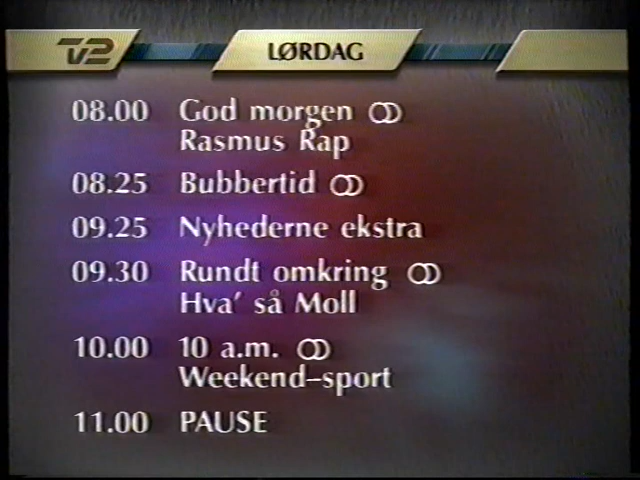 TV2
LØRDAG
08.00 God morgen
Rasmus Rap
08.25 Bubbertid
09.25 Nyhederne ekstra
09.30 Rundt omkring
Hva' så Moll
10.00 10 a.m.
Weekend-sport
11.00 PAUSE